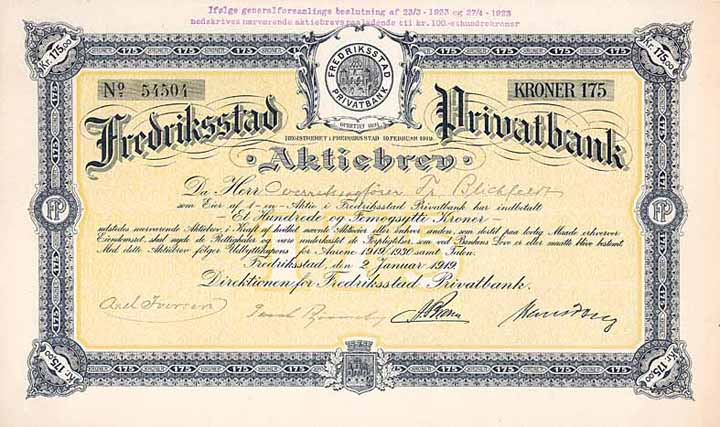 Ifølge generalforsamlings beslutning af 23/3 - 1923 og 27/4 - 1923
nedskrives nærværende aktiebrevs paalydende til kr. 100.-ethundrekroner
Kr. 175.00
Kr. 175.00
FREDRIKSSTAD
PRIVATBANK
OPRETTET
No. 54504
KRONER 175
Fredriksstad Privatbank
REGISTRERET I FREDRIKSSTAD 10 FEBRUAR 1919.
Aktiebrev
Da Herr Overretssagfører Blichfeldt
som Eier af 1-en-Aktie i Fredriksstad Privatbank har indbetalt
Et Hundrede og Femogsytti Kroner
udstedes nærværende Aktiebrev, i Kraft af hvilket nævnte Aktieeier eller enhver anden, som dertil paa lovlig Maade erhverver
Eiendomsret, skal nyde de Rettigheder og være underkastet de Forpligtelser, som ved Bankens Love er eller maatte blive bestemt.
Med dette Aktiebrev følger Udbyttekupons for Aarene 1919/1930 samt Talon.
Fredriksstad, den 2 Januar 1919.
Direktionen for Fredriksstad Privatbank.
Axel Iversen
FP
FP
Kr. 175.00
Kr. 175.00